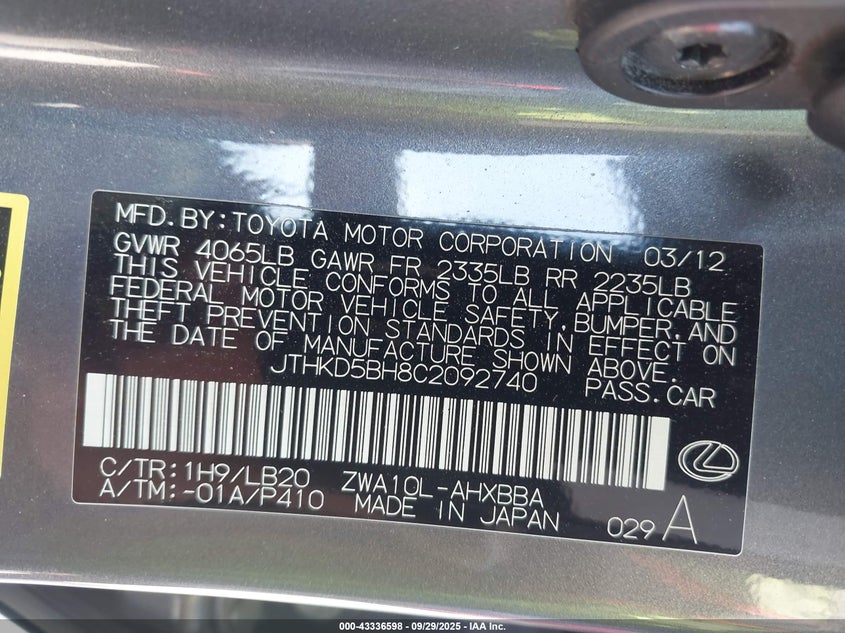 MFD.BY:TOYOTA MOTOR CORPORATION 03/12
GVWR 4065LB GAWR FR 2335LB RR 2235LB
THIS VEHICLE CONFORMS TO ALL APPLICABLE
FEDERAL MOTOR VEHICLE SAFETY,BUMPER,AND
THEFT PREVENTION STANDARDS IN EFFECT ON
THE DATE OF MANUFACTURE SHOWN ABOVE.
JTHKD5BH8C2092740 PASS.CAR
C/TR:1H9/LB20 ZWA10L-AHXBBA
A/TM:-01A/P410 MADE IN JAPAN 029 A
000-43336598 - 09/29/2025 - IAA Inc.